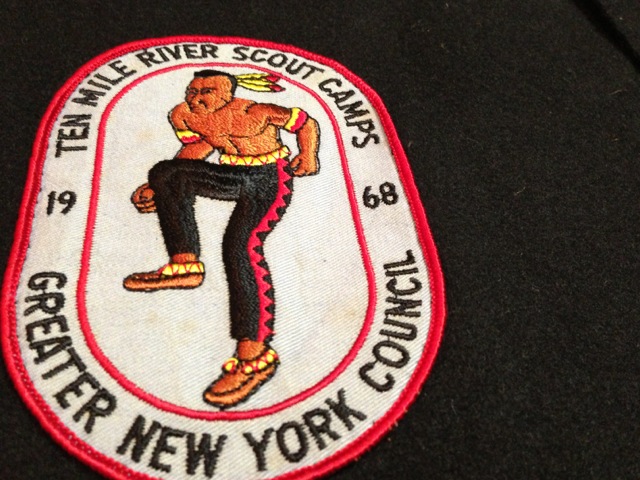 TEN MILE RIVER SCOUT CAMPS
19 68
GREATER NEW YORK COUNCIL